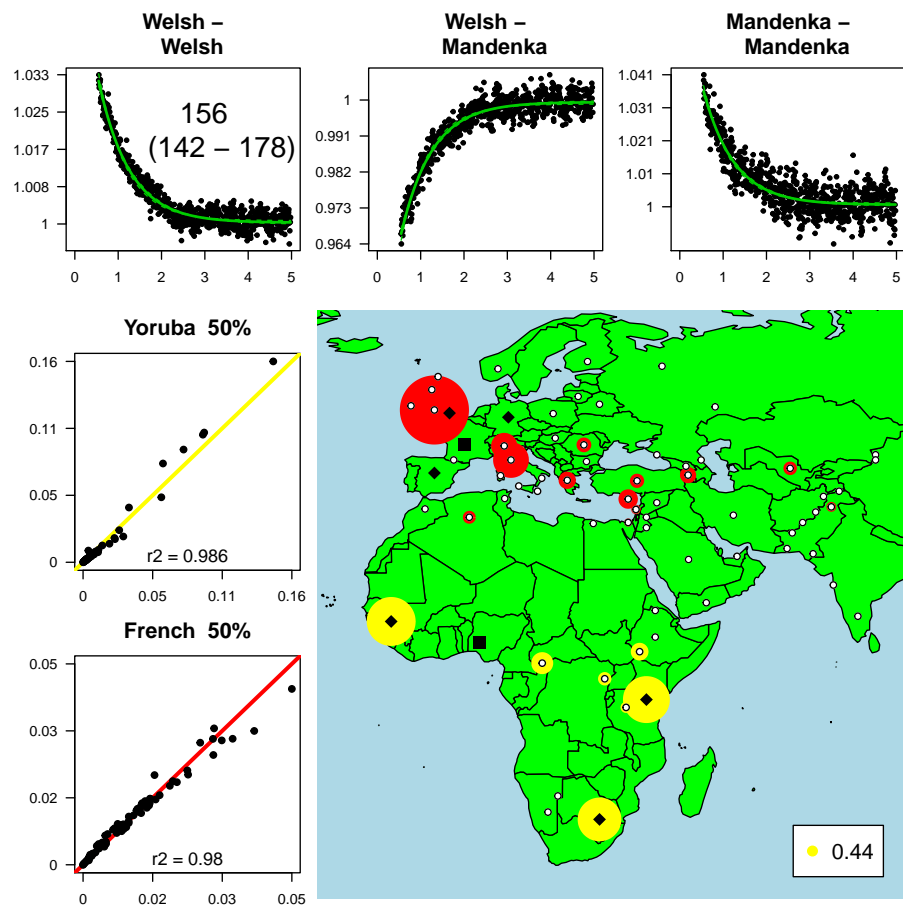 Welsh −
Welsh
Welsh −
Mandenka
Mandenka −
Mandenka
1.033
1.025
1.017
1.008
1
156
(142 − 178)
0 1 2 3 4 5
1
0.991
0.982
0.973
0.964
0 1 2 3 4 5
1.041
1.031
1.021
1.01
1
0 1 2 3 4 5
Yoruba 50%
0.16
0.11
0.05
0
r2 = 0.986
0 0.05 0.11 0.16
French 50%
0.05
0.03
0.02
0
r2 = 0.98
0 0.02 0.03 0.05
0.44